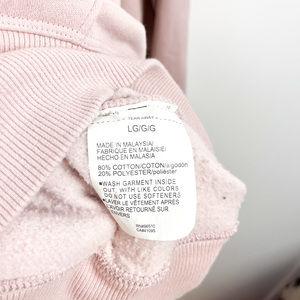 LG/G/G
MADE IN MALAYSIA/
FABRIQUE EN MALAISIE/
HECHO EN MALASIA
80% COTTON/COTON/algodón
20% POLYESTER/poliéster
•WASH GARMENT INSIDE
OUT, WITH LIKE COLORS
DO NOT USE SOFTENERS
•LAVER LE VÊTEMENT APRÈS
L'AVOIR RETOURNÉ SUR
L'ENVERS